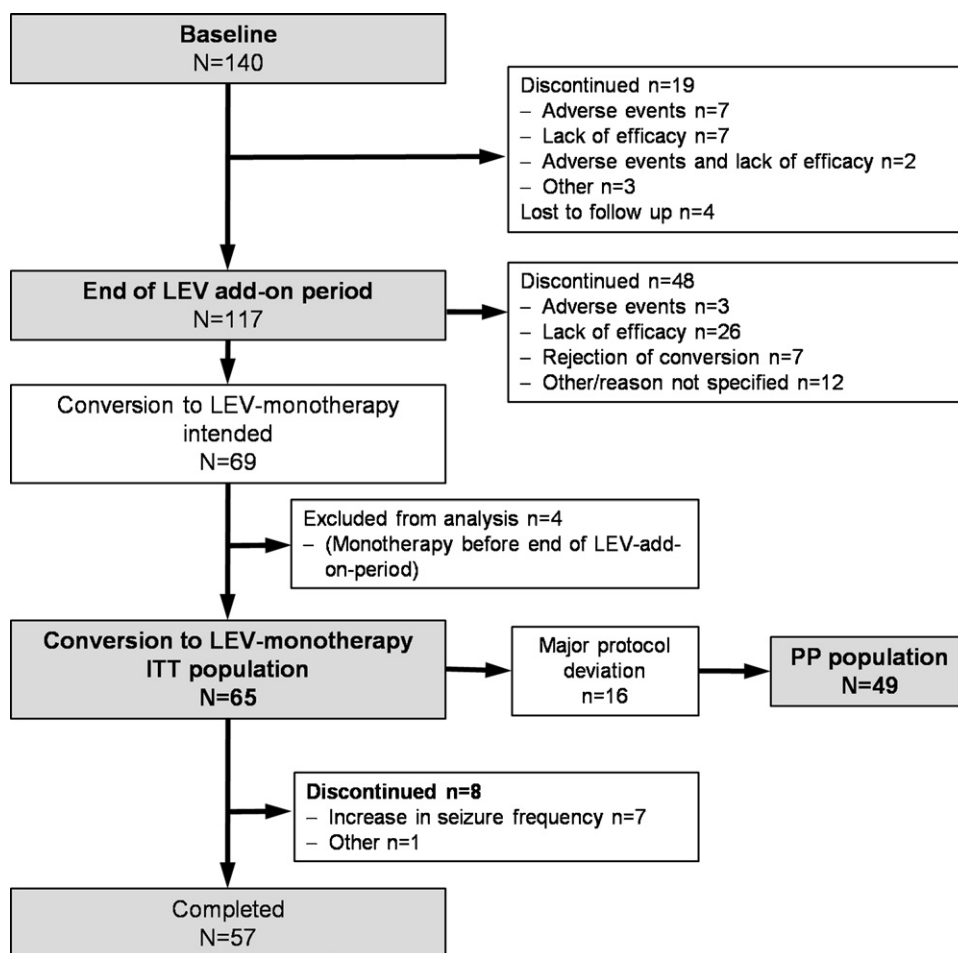 Baseline
N=140
Discontinued n=19
– Adverse events n=7
– Lack of efficacy n=7
– Adverse events and lack of efficacy n=2
– Other n=3
Lost to follow up n=4
End of LEV add-on period
N=117
Discontinued n=48
– Adverse events n=3
– Lack of efficacy n=26
– Rejection of conversion n=7
– Other/reason not specified n=12
Conversion to LEV-monotherapy
intended
N=69
Excluded from analysis n=4
– (Monotherapy before end of LEV-add-
on-period)
Conversion to LEV-monotherapy
ITT population
N=65
Major protocol
deviation
n=16
PP population
N=49
Discontinued n=8
– Increase in seizure frequency n=7
– Other n=1
Completed
N=57